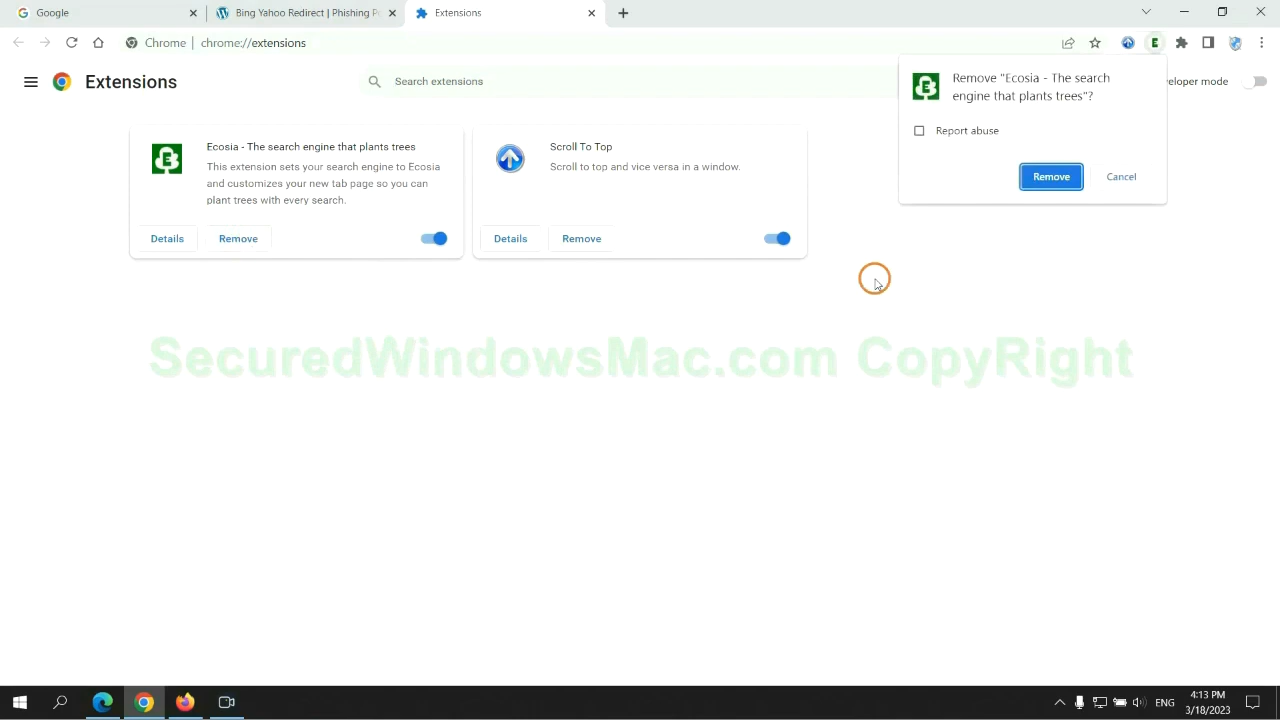 Google
Bing Yahoo Redirect | Phishing P
Extensions
Chrome | chrome://extensions
Extensions
Search extensions
eloper mode
Remove "Ecosia - The search
engine that plants trees"?
Report abuse
Remove
Cancel
Ecosia - The search engine that plants trees
This extension sets your search engine to Ecosia
and customizes your new tab page so you can
plant trees with every search.
Details
Remove
Scroll To Top
Scroll to top and vice versa in a window.
Details
Remove
SecuredWindowsMac.com CopyRight
ENG
4:13 PM
3/18/2023